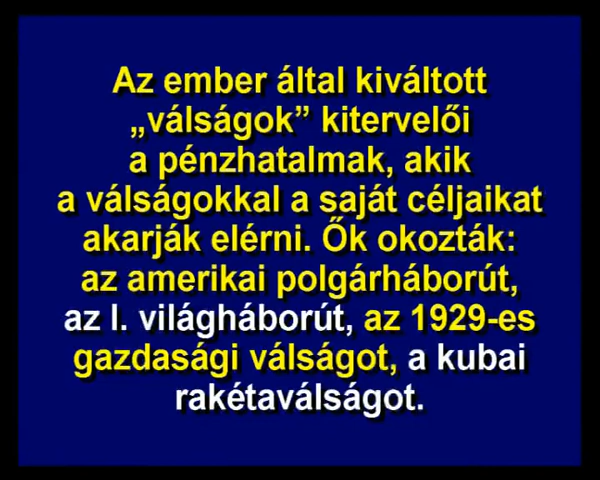 Az ember által kiváltott
„válságok” kitervelői
a pénzhatalmak, akik
a válságokkal a saját céljaikat
akarják elérni. Ők okozták:
az amerikai polgárháborút,
az I. világháborút, az 1929-es
gazdasági válságot, a kubai
rakétaválságot.